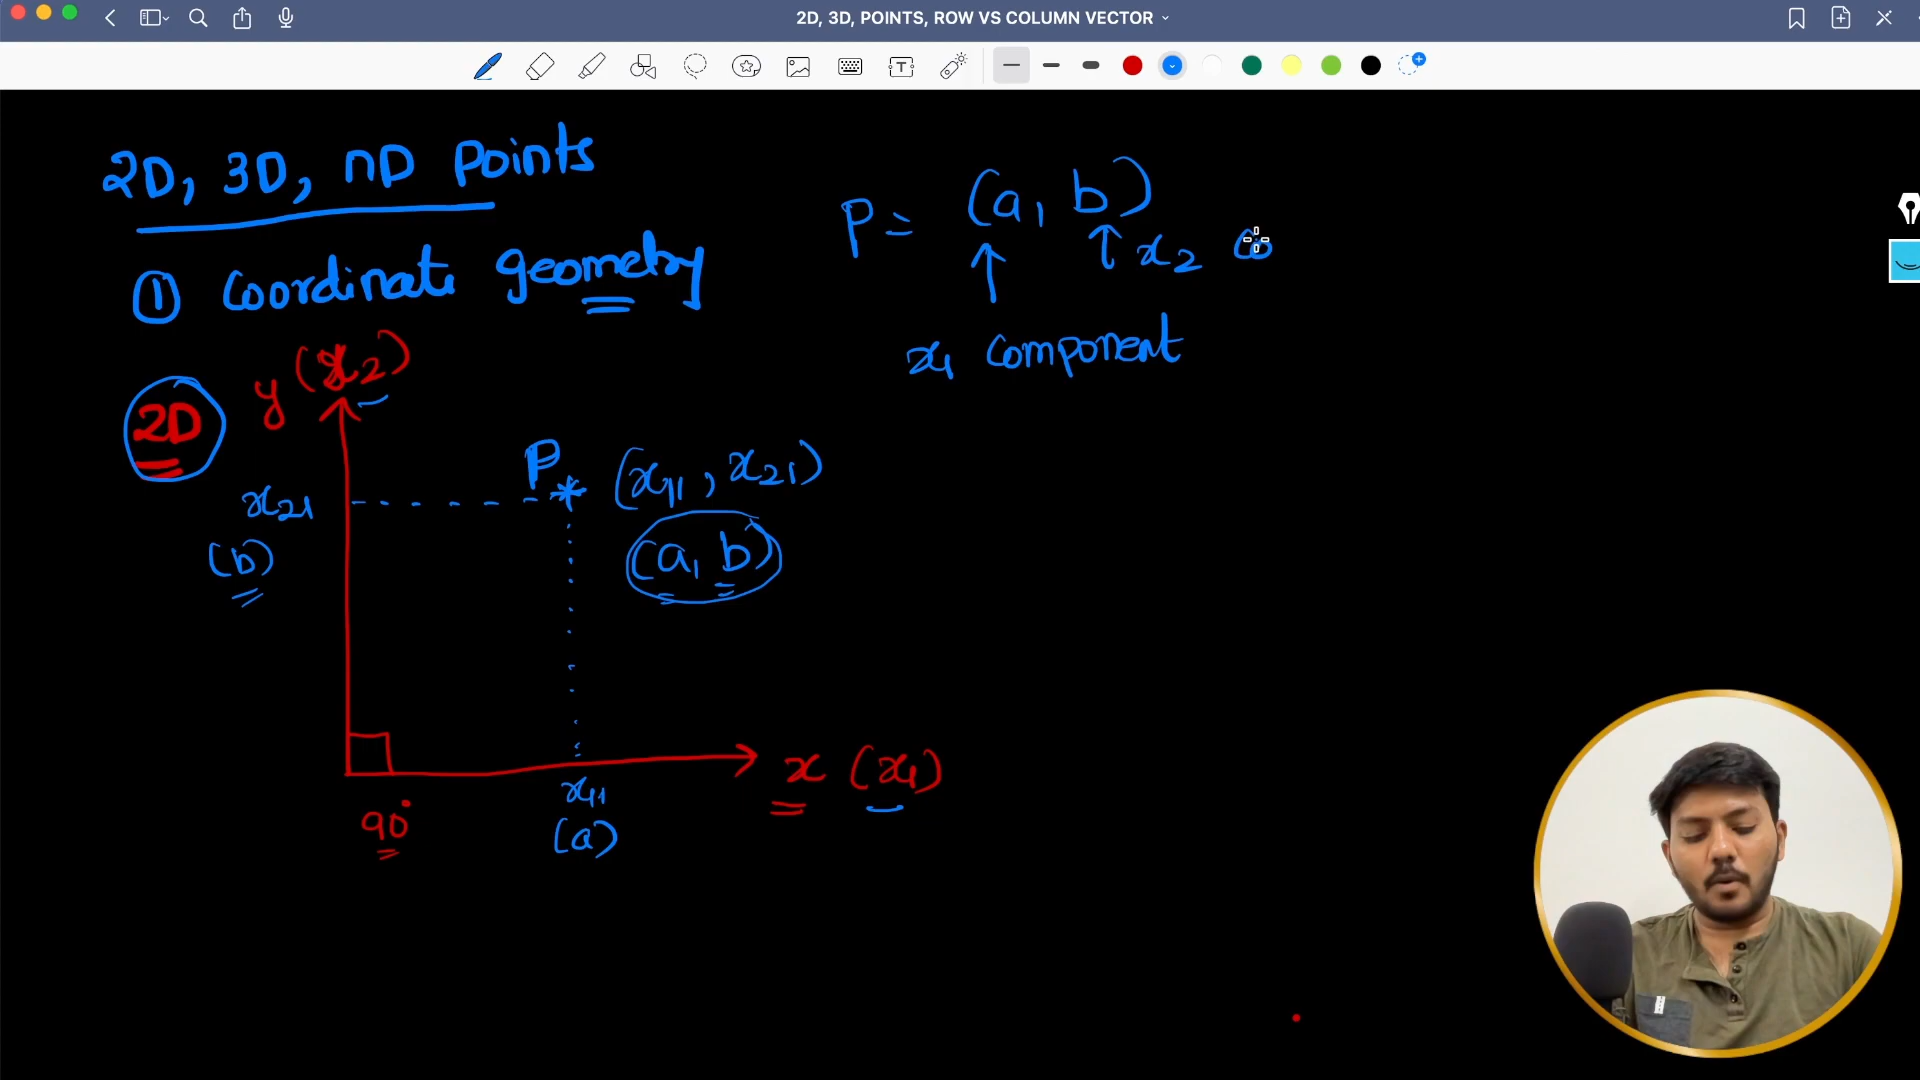 2D, 3D, POINTS, ROW VS COLUMN VECTOR
2D, 3D, nD Points
P = (a, b)
x2 co
① Coordinate geometry
x1 component
y (x2)
2D
P (x11, x21)
x21
(b)
(a, b)
x (x1)
x11
90°
(a)